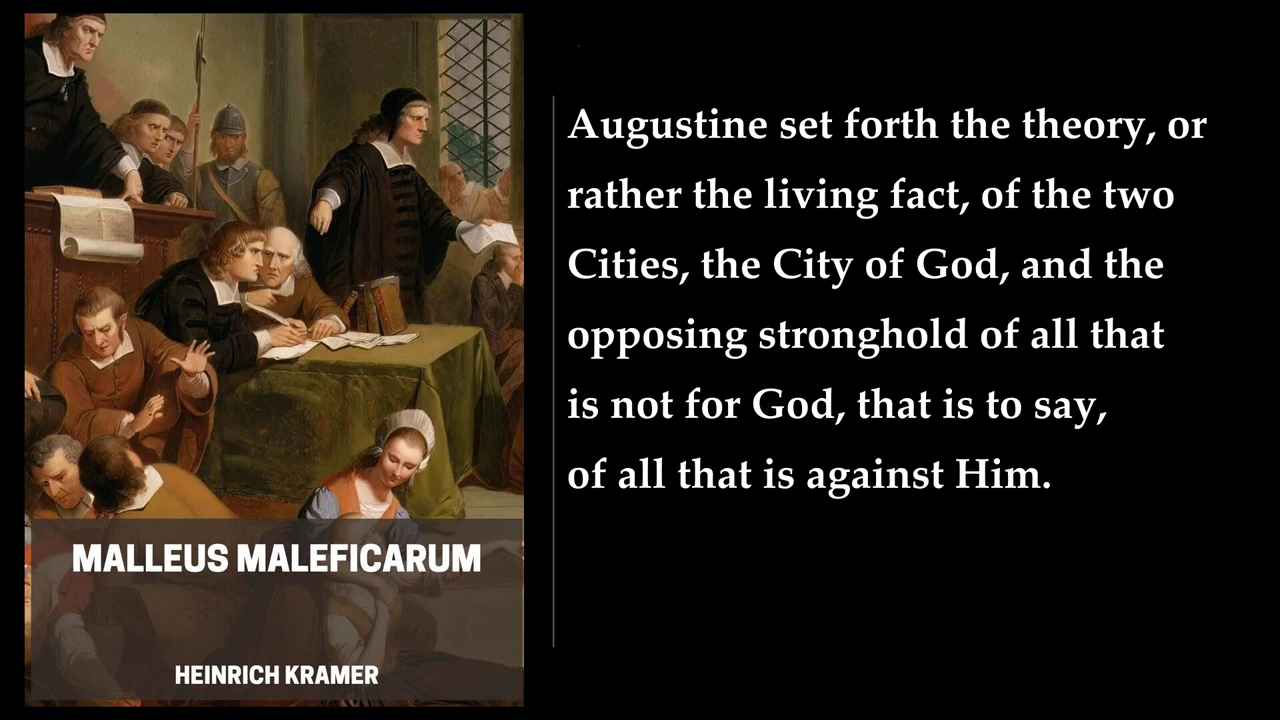 MALLEUS MALEFICARUM
HEINRICH KRAMER
Augustine set forth the theory, or
rather the living fact, of the two
Cities, the City of God, and the
opposing stronghold of all that
is not for God, that is to say,
of all that is against Him.